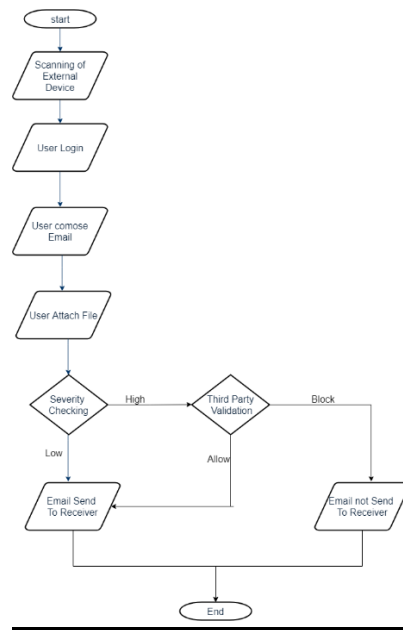 start
Scanning of
External
Device
User Login
User comose
Email
User Attach File
Severity
Checking
High
Third Party
Validation
Block
Low
Allow
Email Send
To Receiver
Email not Send
To Receiver
End